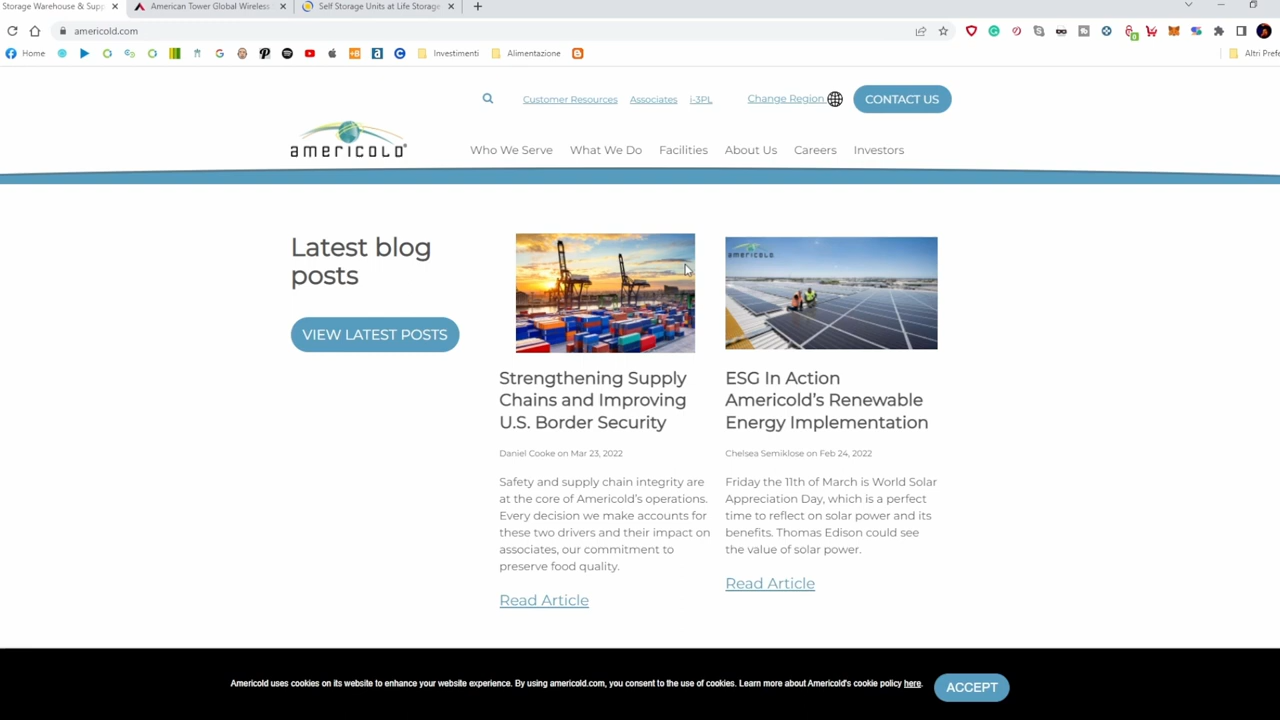 Storage Warehouse & Supp
American Tower Global Wireless
Self Storage Units at Life Storage
americold.com
Home
Investimenti
Alimentazione
Altri Prefe
Customer Resources
Associates
i-3PL
Change Region
CONTACT US
americold
Who We Serve
What We Do
Facilities
About Us
Careers
Investors
Latest blog
posts
VIEW LATEST POSTS
Strengthening Supply
Chains and Improving
U.S. Border Security
Daniel Cooke on Mar 23, 2022
Safety and supply chain integrity are
at the core of Americold's operations.
Every decision we make accounts for
these two drivers and their impact on
associates, our commitment to
preserve food quality.
Read Article
americold
ESG In Action
Americold's Renewable
Energy Implementation
Chelsea Semiklose on Feb 24, 2022
Friday the 11th of March is World Solar
Appreciation Day, which is a perfect
time to reflect on solar power and its
benefits. Thomas Edison could see
the value of solar power.
Read Article
Americold uses cookies on its website to enhance your website experience. By using americold.com, you consent to the use of cookies. Learn more about Americold's cookie policy here.
ACCEPT